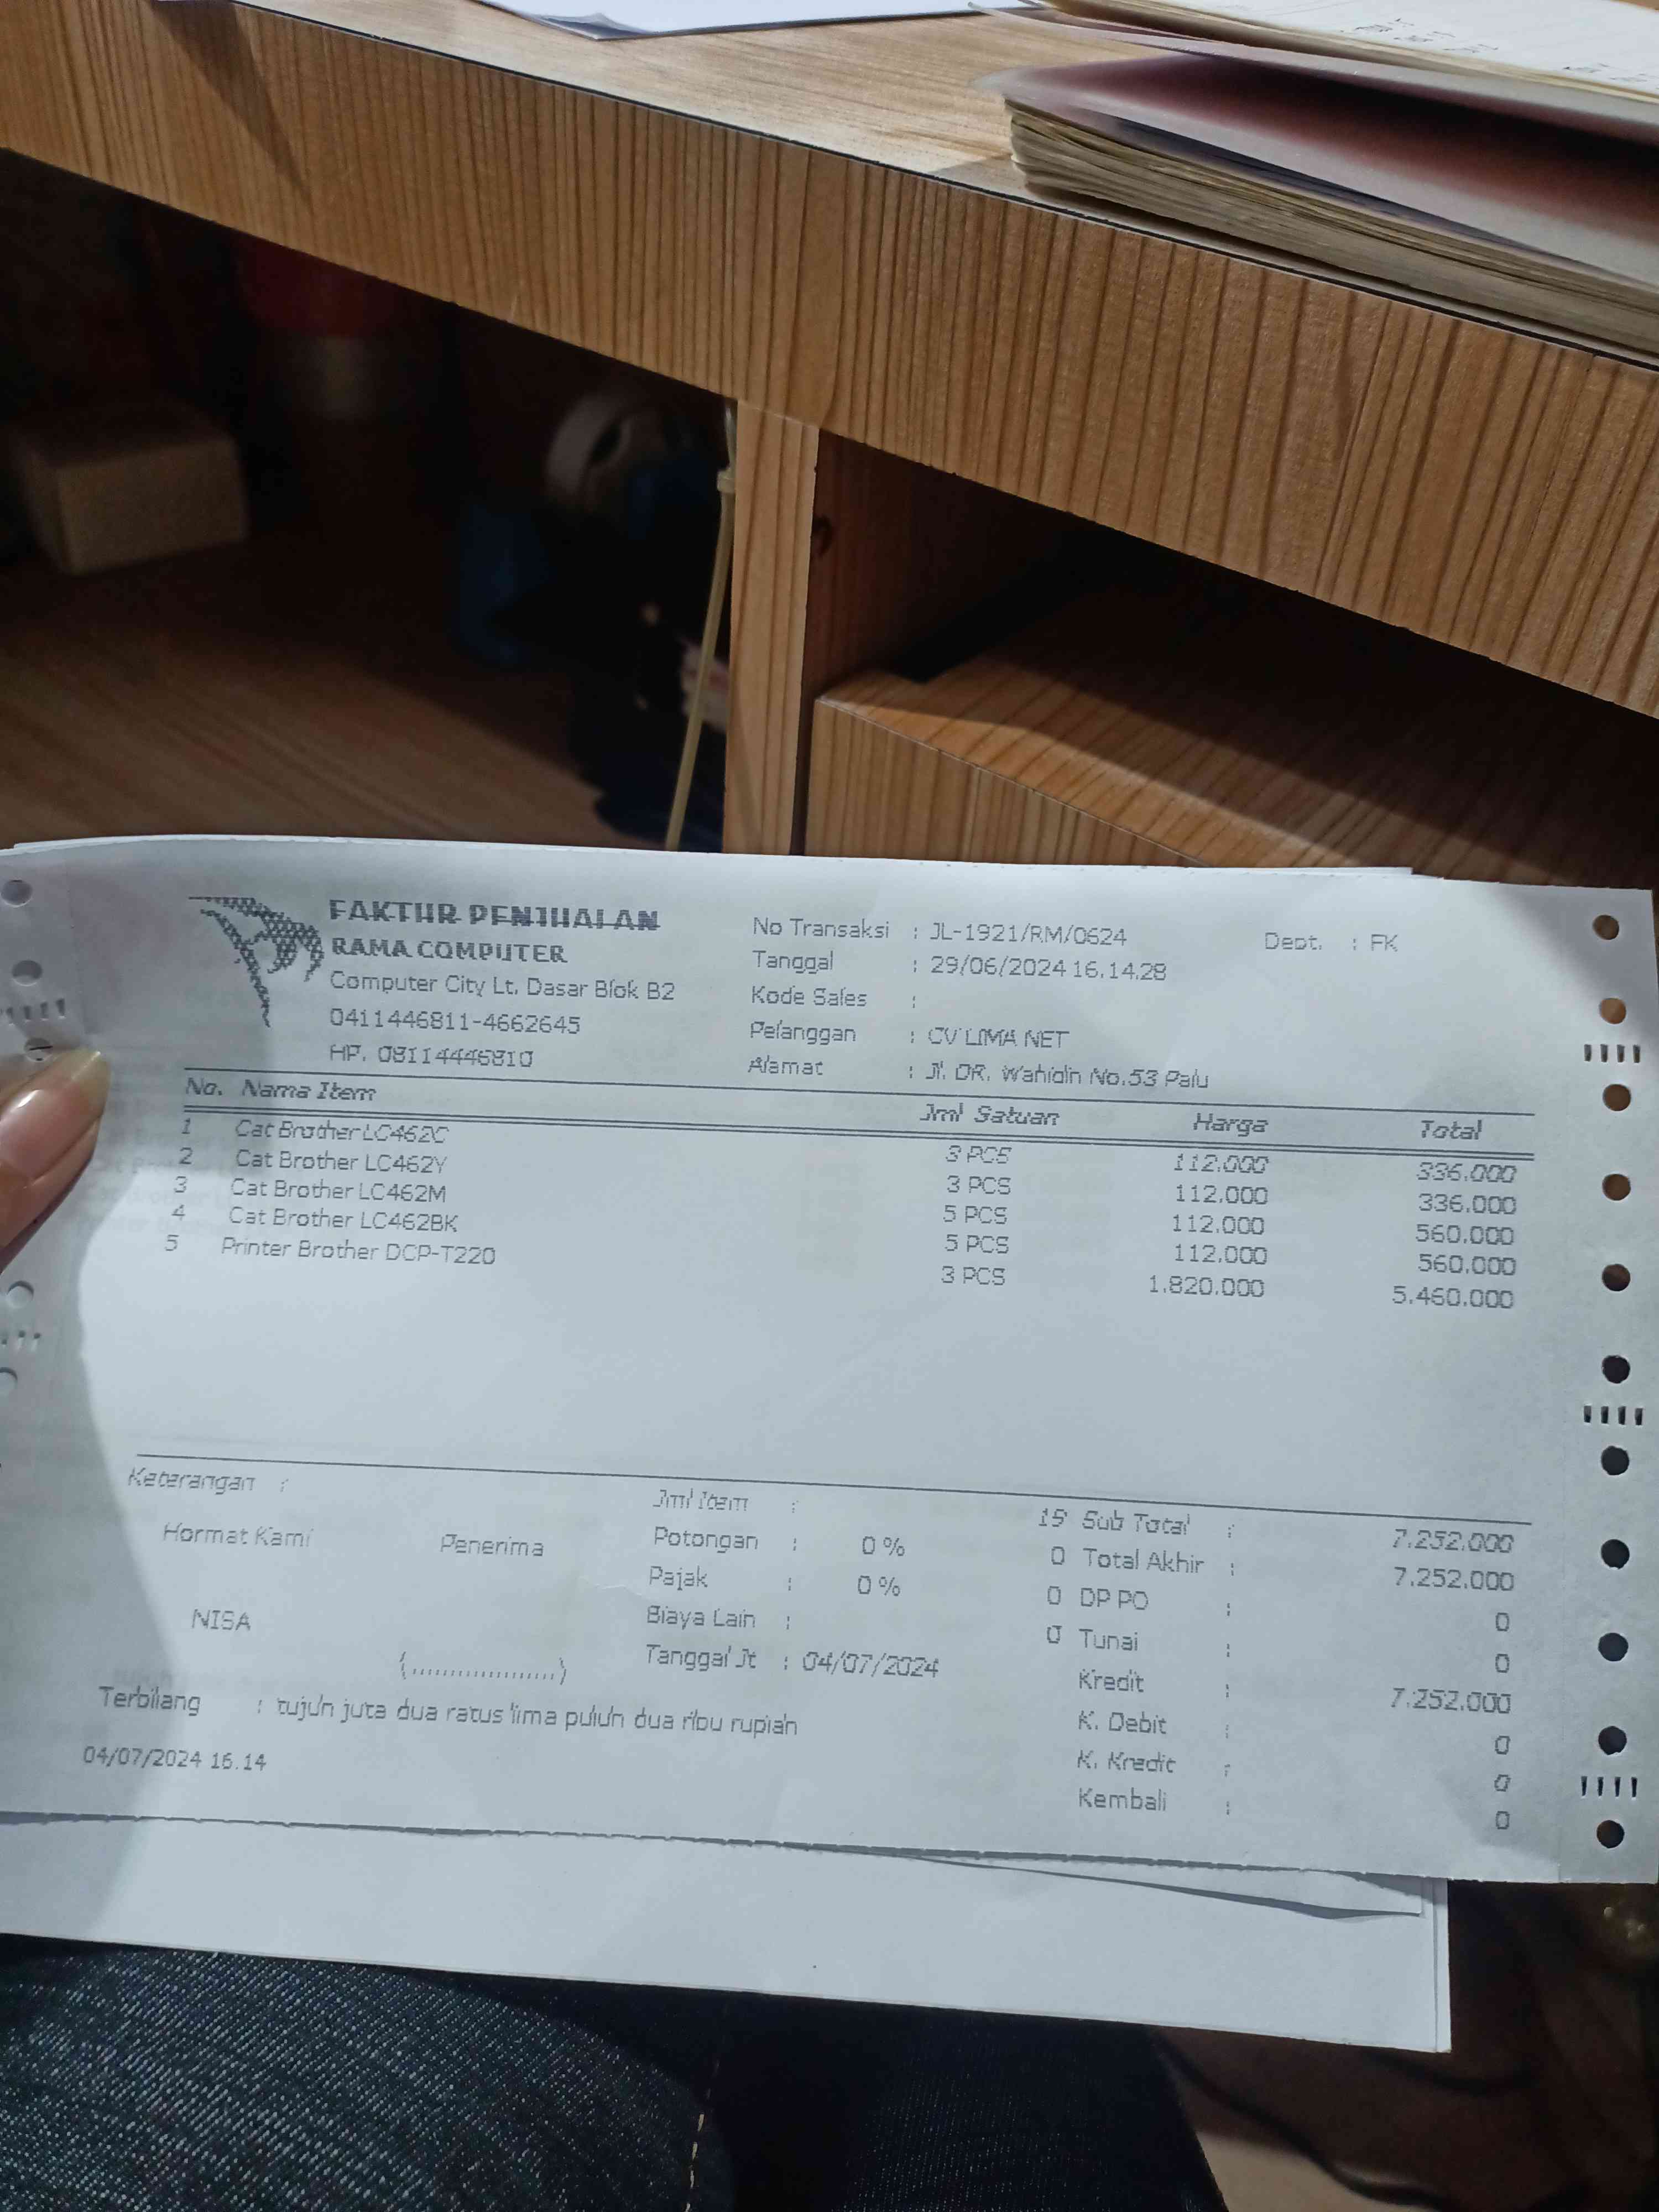 FAKTUR PENJUALAN
RAMA COMPUTER
Computer City Lt. Dasar Blok B2
0411446811-4662645
HP. 08114446810
No Transaksi : JL-1921/RM/0624 Dept. : FK
Tanggal : 29/06/2024 16.14.28
Kode Sales :
Pelanggan : CV LIMA NET
Alamat : Jl. DR. Wahidin No.53 Palu
No. Nama Item Jml Satuan Harga Total
1 Cat Brother LC462C 3 PCS 112.000 336.000
2 Cat Brother LC462Y 3 PCS 112.000 336.000
3 Cat Brother LC462M 5 PCS 112.000 560.000
4 Cat Brother LC462BK 5 PCS 112.000 560.000
5 Printer Brother DCP-T220 3 PCS 1.820.000 5.460.000
Keterangan : Jml Item : 19 Sub Total : 7.252.000
Hormat Kami Penerima Potongan : 0 % 0 Total Akhir : 7.252.000
Pajak : 0 % 0 DP PO : 0
NISA Biaya Lain : 0 Tunai : 0
(..................) Tanggal Jt : 04/07/2024 Kredit : 7.252.000
Terbilang : tujuh juta dua ratus lima puluh dua ribu rupiah K. Debit : 0
04/07/2024 16.14 K. Kredit : 0
Kembali : 0